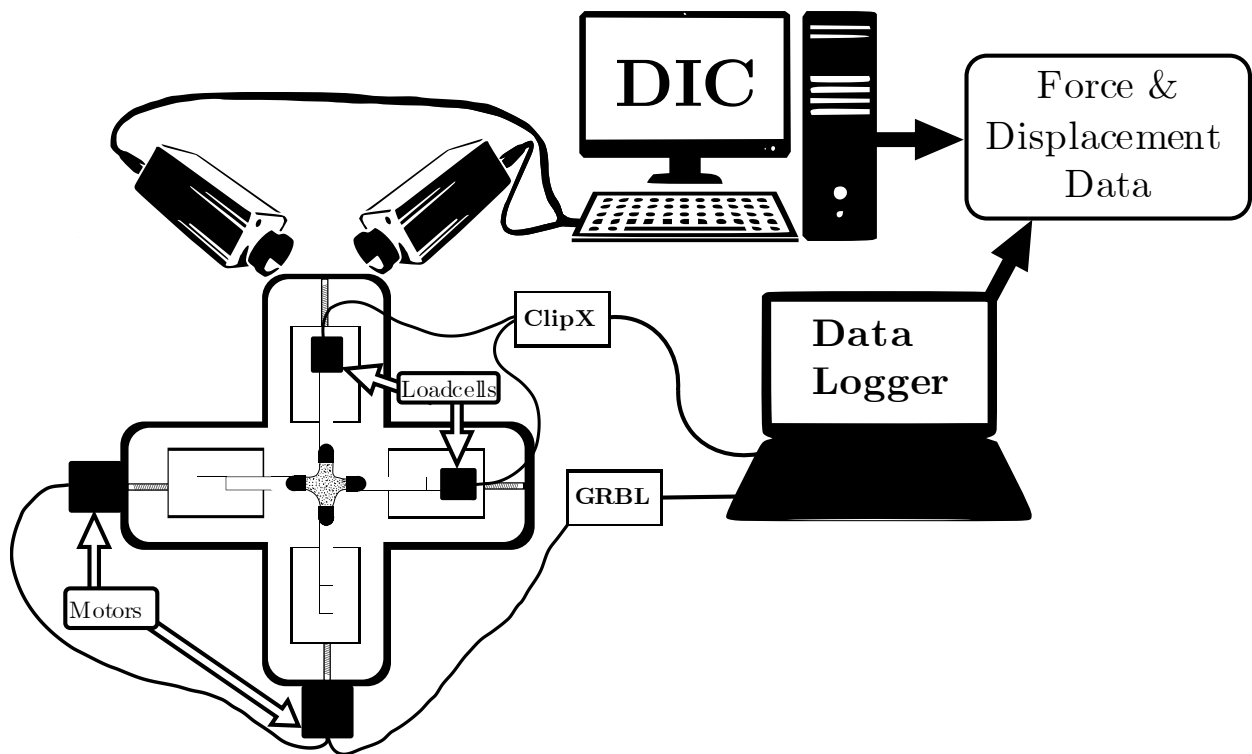 DIC
Force &
Displacement
Data
ClipX
Data
Logger
Loadcells
GRBL
Motors